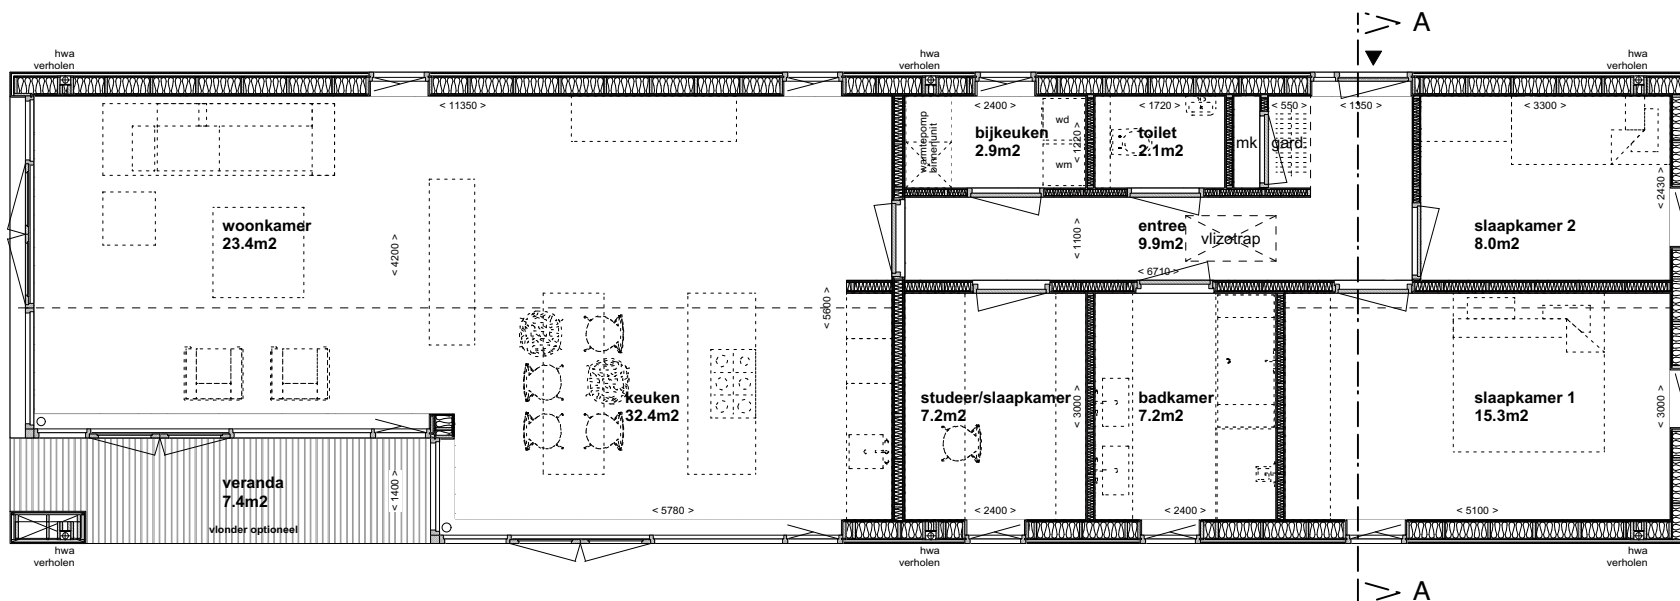 A
hwa
verholen
hwa
verholen
hwa
verholen
< 11350 >
< 2400 >
< 1720 >
< 550 >
< 1350 >
< 3300 >
warmtepomp
binnenunit
bijkeuken
2.9m2
wd
wm
< 1220 >
toilet
2.1m2
mk
gard.
< 2430 >
woonkamer
23.4m2
< 4200 >
< 1100 >
entree
9.9m2
vlizotrap
< 6710 >
slaapkamer 2
8.0m2
< 5600 >
keuken
32.4m2
studeer/slaapkamer
7.2m2
< 3000 >
badkamer
7.2m2
slaapkamer 1
15.3m2
< 3000 >
veranda
7.4m2
vlonder optioneel
< 1400 >
< 5780 >
< 2400 >
< 2400 >
< 5100 >
hwa
verholen
hwa
verholen
hwa
verholen
A